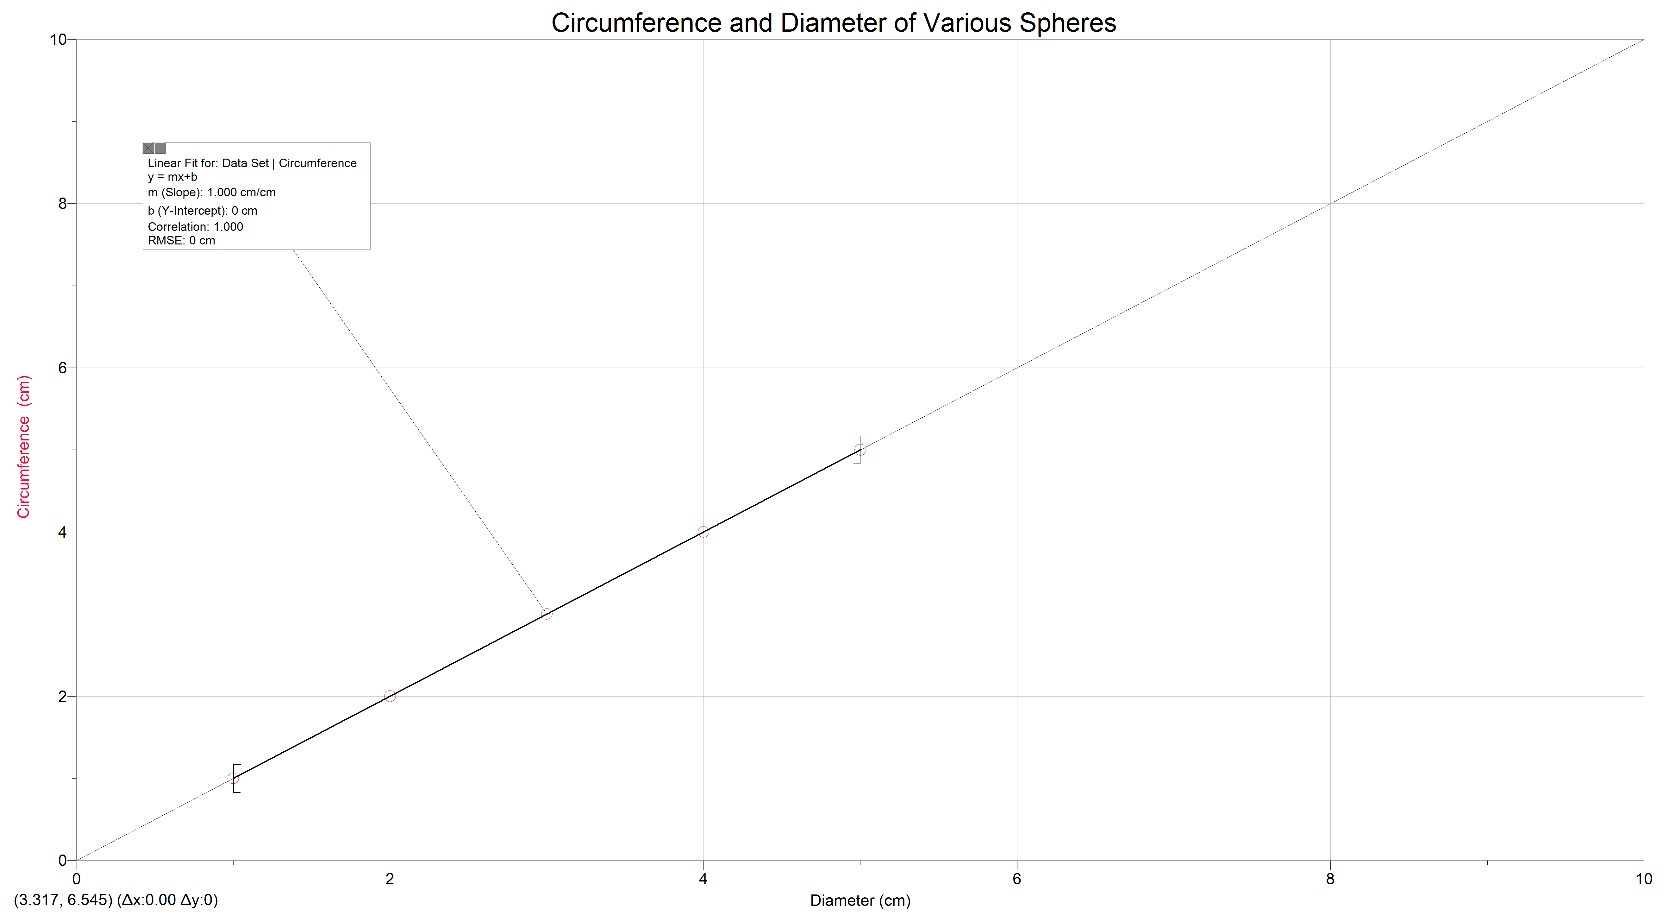 Circumference and Diameter of Various Spheres
10
Linear Fit for: Data Set | Circumference
y = mx+b
m (Slope): 1.000 cm/cm
b (Y-Intercept): 0 cm
Correlation: 1.000
RMSE: 0 cm
8
6
Circumference (cm)
4
2
0
0 2 4 6 8 10
(3.317, 6.545) (Δx:0.00 Δy:0) Diameter (cm)